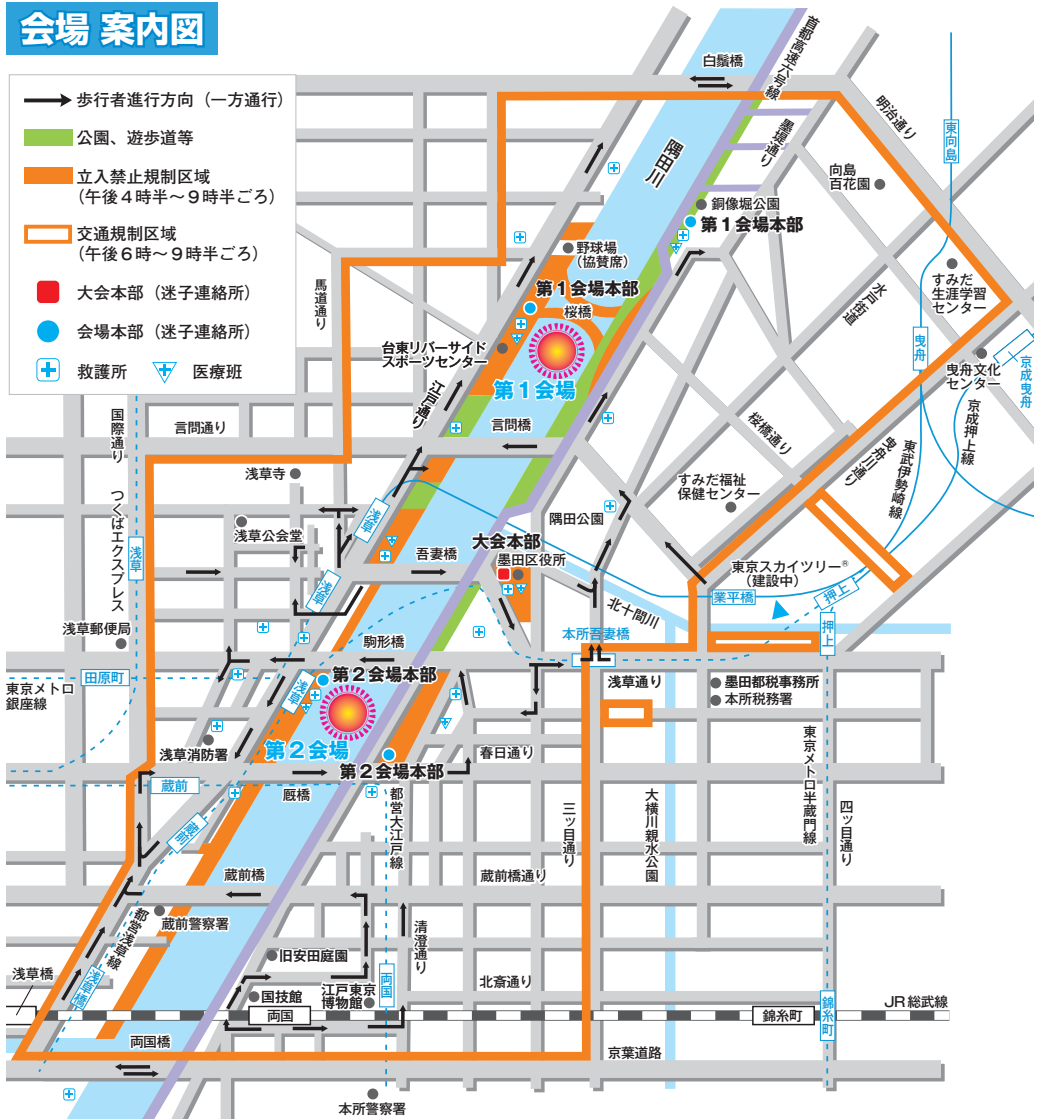 会場 案内図
歩行者進行方向(一方通行)
公園、遊歩道等
立入禁止規制区域
(午後4時半～9時半ごろ)
交通規制区域
(午後6時～9時半ごろ)
大会本部(迷子連絡所)
会場本部(迷子連絡所)
救護所
医療班
白鬚橋
首都高速六号線
墨堤通り
明治通り
東向島
隅田川
向島
百花園
銅像堀公園
第1会場本部
野球場
(協賛席)
すみだ
生涯学習
センター
水戸街道
馬道通り
第1会場本部
桜橋
台東リバーサイド
スポーツセンター
第1会場
曳舟
曳舟文化
センター
京成曳舟
江戸通り
国際通り
言問通り
言問橋
桜橋通り
曳舟川通り
東武伊勢崎線
京成押上線
浅草寺
すみだ福祉
保健センター
つくばエクスプレス
浅草
浅草公会堂
浅草
隅田公園
吾妻橋
大会本部
墨田区役所
東京スカイツリー®
(建設中)
浅草
業平橋
押上
押上
北十間川
浅草郵便局
駒形橋
本所吾妻橋
田原町
東京メトロ
銀座線
浅草
第2会場本部
浅草通り
墨田都税事務所
本所税務署
浅草消防署
第2会場
第2会場本部
春日通り
蔵前
厩橋
蔵前
都営大江戸線
三ッ目通り
大横川親水公園
東京メトロ半蔵門線
四ッ目通り
蔵前橋
蔵前橋通り
都営浅草線
蔵前警察署
清澄通り
旧安田庭園
浅草橋
浅草橋
国技館
江戸東京
博物館
両国
北斎通り
両国
錦糸町
錦糸町
JR総武線
両国橋
京葉道路
本所警察署